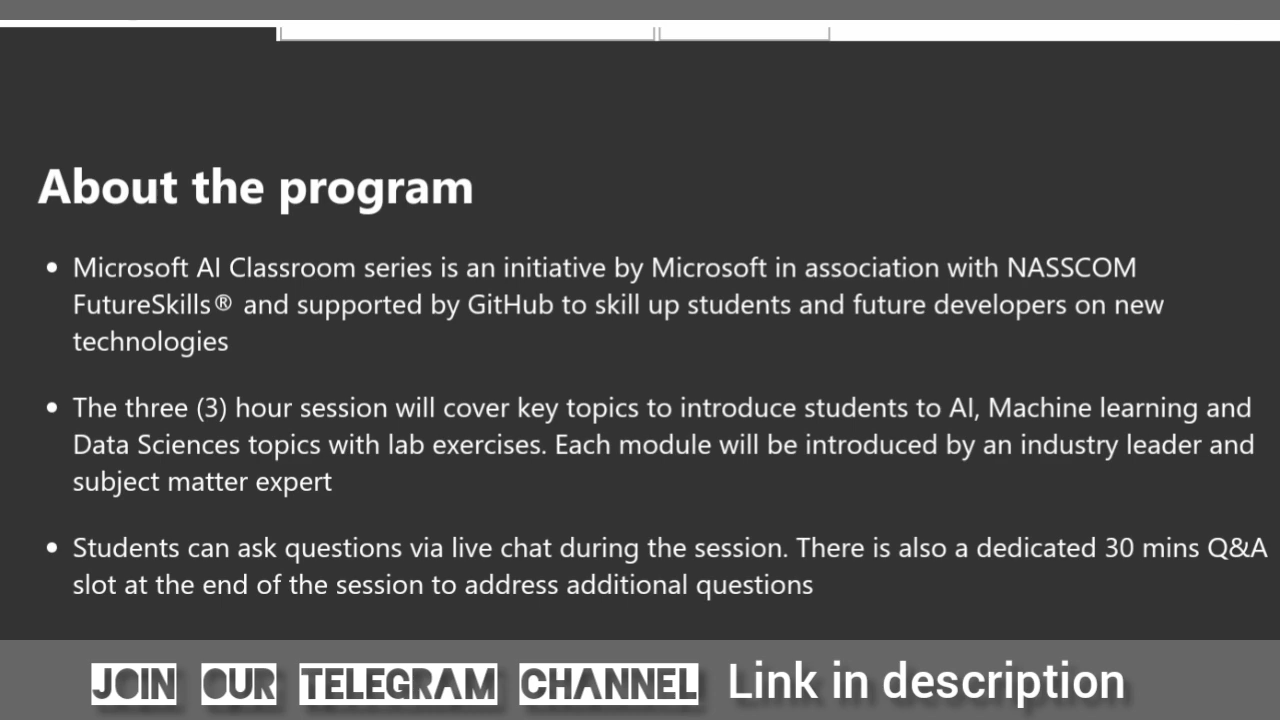 About the program
• Microsoft AI Classroom series is an initiative by Microsoft in association with NASSCOM
FutureSkills® and supported by GitHub to skill up students and future developers on new
technologies
• The three (3) hour session will cover key topics to introduce students to AI, Machine learning and
Data Sciences topics with lab exercises. Each module will be introduced by an industry leader and
subject matter expert
• Students can ask questions via live chat during the session. There is also a dedicated 30 mins Q&A
slot at the end of the session to address additional questions
JOIN OUR TELEGRAM CHANNEL Link in description